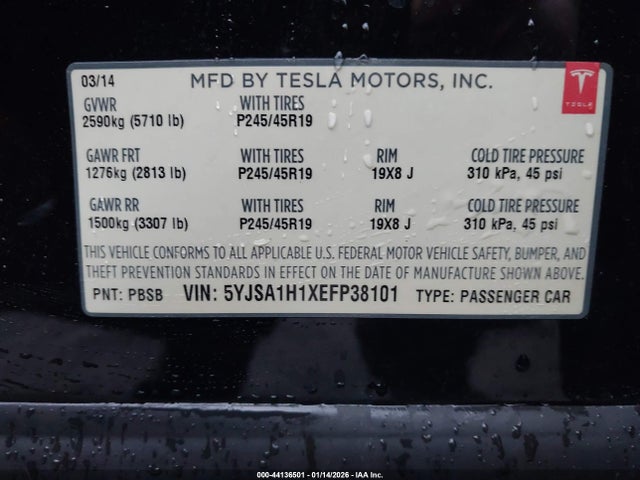 03/14 MFD BY TESLA MOTORS, INC.
TESLA
GVWR WITH TIRES
2590kg (5710 lb) P245/45R19
GAWR FRT WITH TIRES RIM COLD TIRE PRESSURE
1276kg (2813 lb) P245/45R19 19X8 J 310 kPa, 45 psi
GAWR RR WITH TIRES RIM COLD TIRE PRESSURE
1500kg (3307 lb) P245/45R19 19X8 J 310 kPa, 45 psi
THIS VEHICLE CONFORMS TO ALL APPLICABLE U.S. FEDERAL MOTOR VEHICLE SAFETY, BUMPER, AND
THEFT PREVENTION STANDARDS IN EFFECT ON THE DATE OF MANUFACTURE SHOWN ABOVE.
PNT: PBSB VIN: 5YJSA1H1XEFP38101 TYPE: PASSENGER CAR
000-44136501 - 01/14/2026 - IAA Inc.